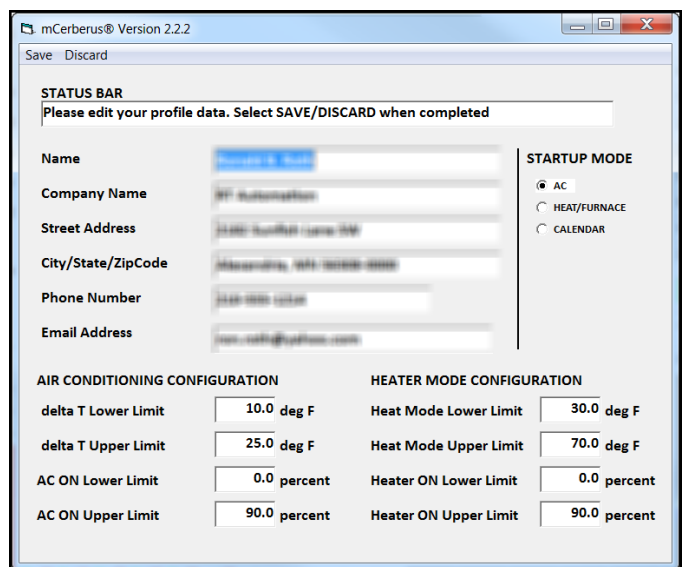 mCerberus® Version 2.2.2
Save Discard
STATUS BAR
Please edit your profile data. Select SAVE/DISCARD when completed
Name
STARTUP MODE
Company Name
AC
Street Address
HEAT/FURNACE
CALENDAR
City/State/ZipCode
Phone Number
Email Address
AIR CONDITIONING CONFIGURATION
HEATER MODE CONFIGURATION
delta T Lower Limit 10.0 deg F
Heat Mode Lower Limit 30.0 deg F
delta T Upper Limit 25.0 deg F
Heat Mode Upper Limit 70.0 deg F
AC ON Lower Limit 0.0 percent
Heater ON Lower Limit 0.0 percent
AC ON Upper Limit 90.0 percent
Heater ON Upper Limit 90.0 percent